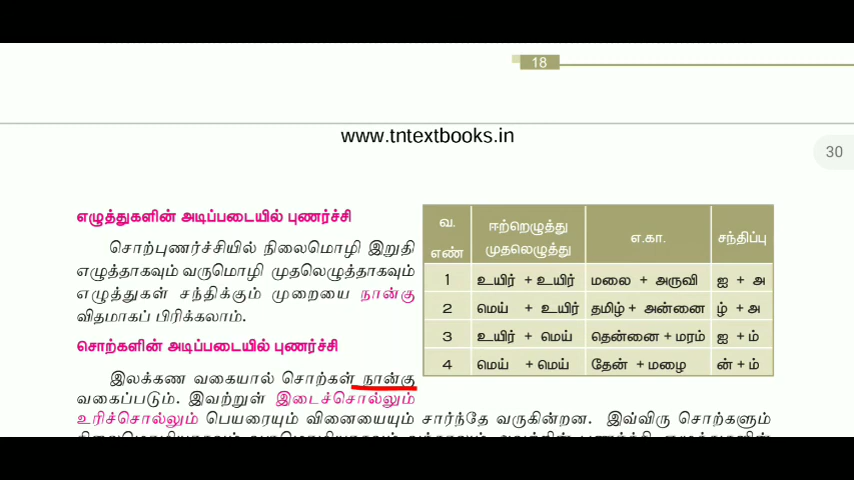 18
www.tntextbooks.in
30
எழுத்துகளின் அடிப்படையில் புணர்ச்சி
சொற்புணர்ச்சியில் நிலைமொழி இறுதி
எழுத்தாகவும் வருமொழி முதலெழுத்தாகவும்
எழுத்துகள் சந்திக்கும் முறையை நான்கு
விதமாகப் பிரிக்கலாம்.
சொற்களின் அடிப்படையில் புணர்ச்சி
இலக்கண வகையால் சொற்கள் நான்கு
வகைப்படும். இவற்றுள் இடைச்சொல்லும்
உரிச்சொல்லும் பெயரையும் வினையையும் சார்ந்தே வருகின்றன. இவ்விரு சொற்களும்
வ. எண் ஈற்றெழுத்து முதலெழுத்து எ.கா. சந்திப்பு
1 உயிர் + உயிர் மலை + அருவி ஐ + அ
2 மெய் + உயிர் தமிழ் + அன்னை ழ் + அ
3 உயிர் + மெய் தென்னை + மரம் ஐ + ம்
4 மெய் + மெய் தேன் + மழை ன் + ம்